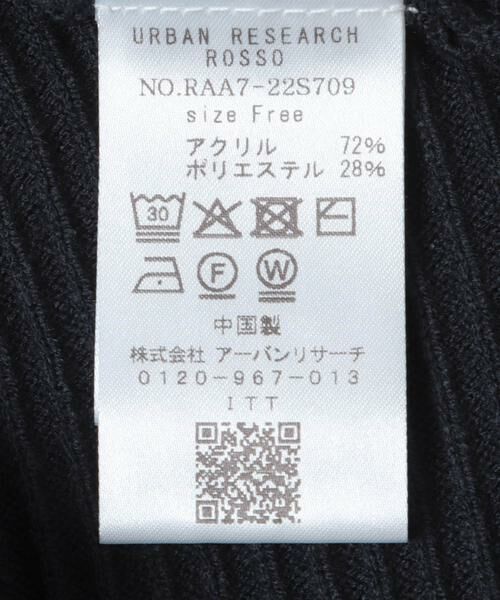 URBAN RESEARCH
ROSSO
NO.RAA7-22S709
size Free
アクリル 72%
ポリエステル 28%
30
F W
中国製
株式会社 アーバンリサーチ
0120-967-013
ITT